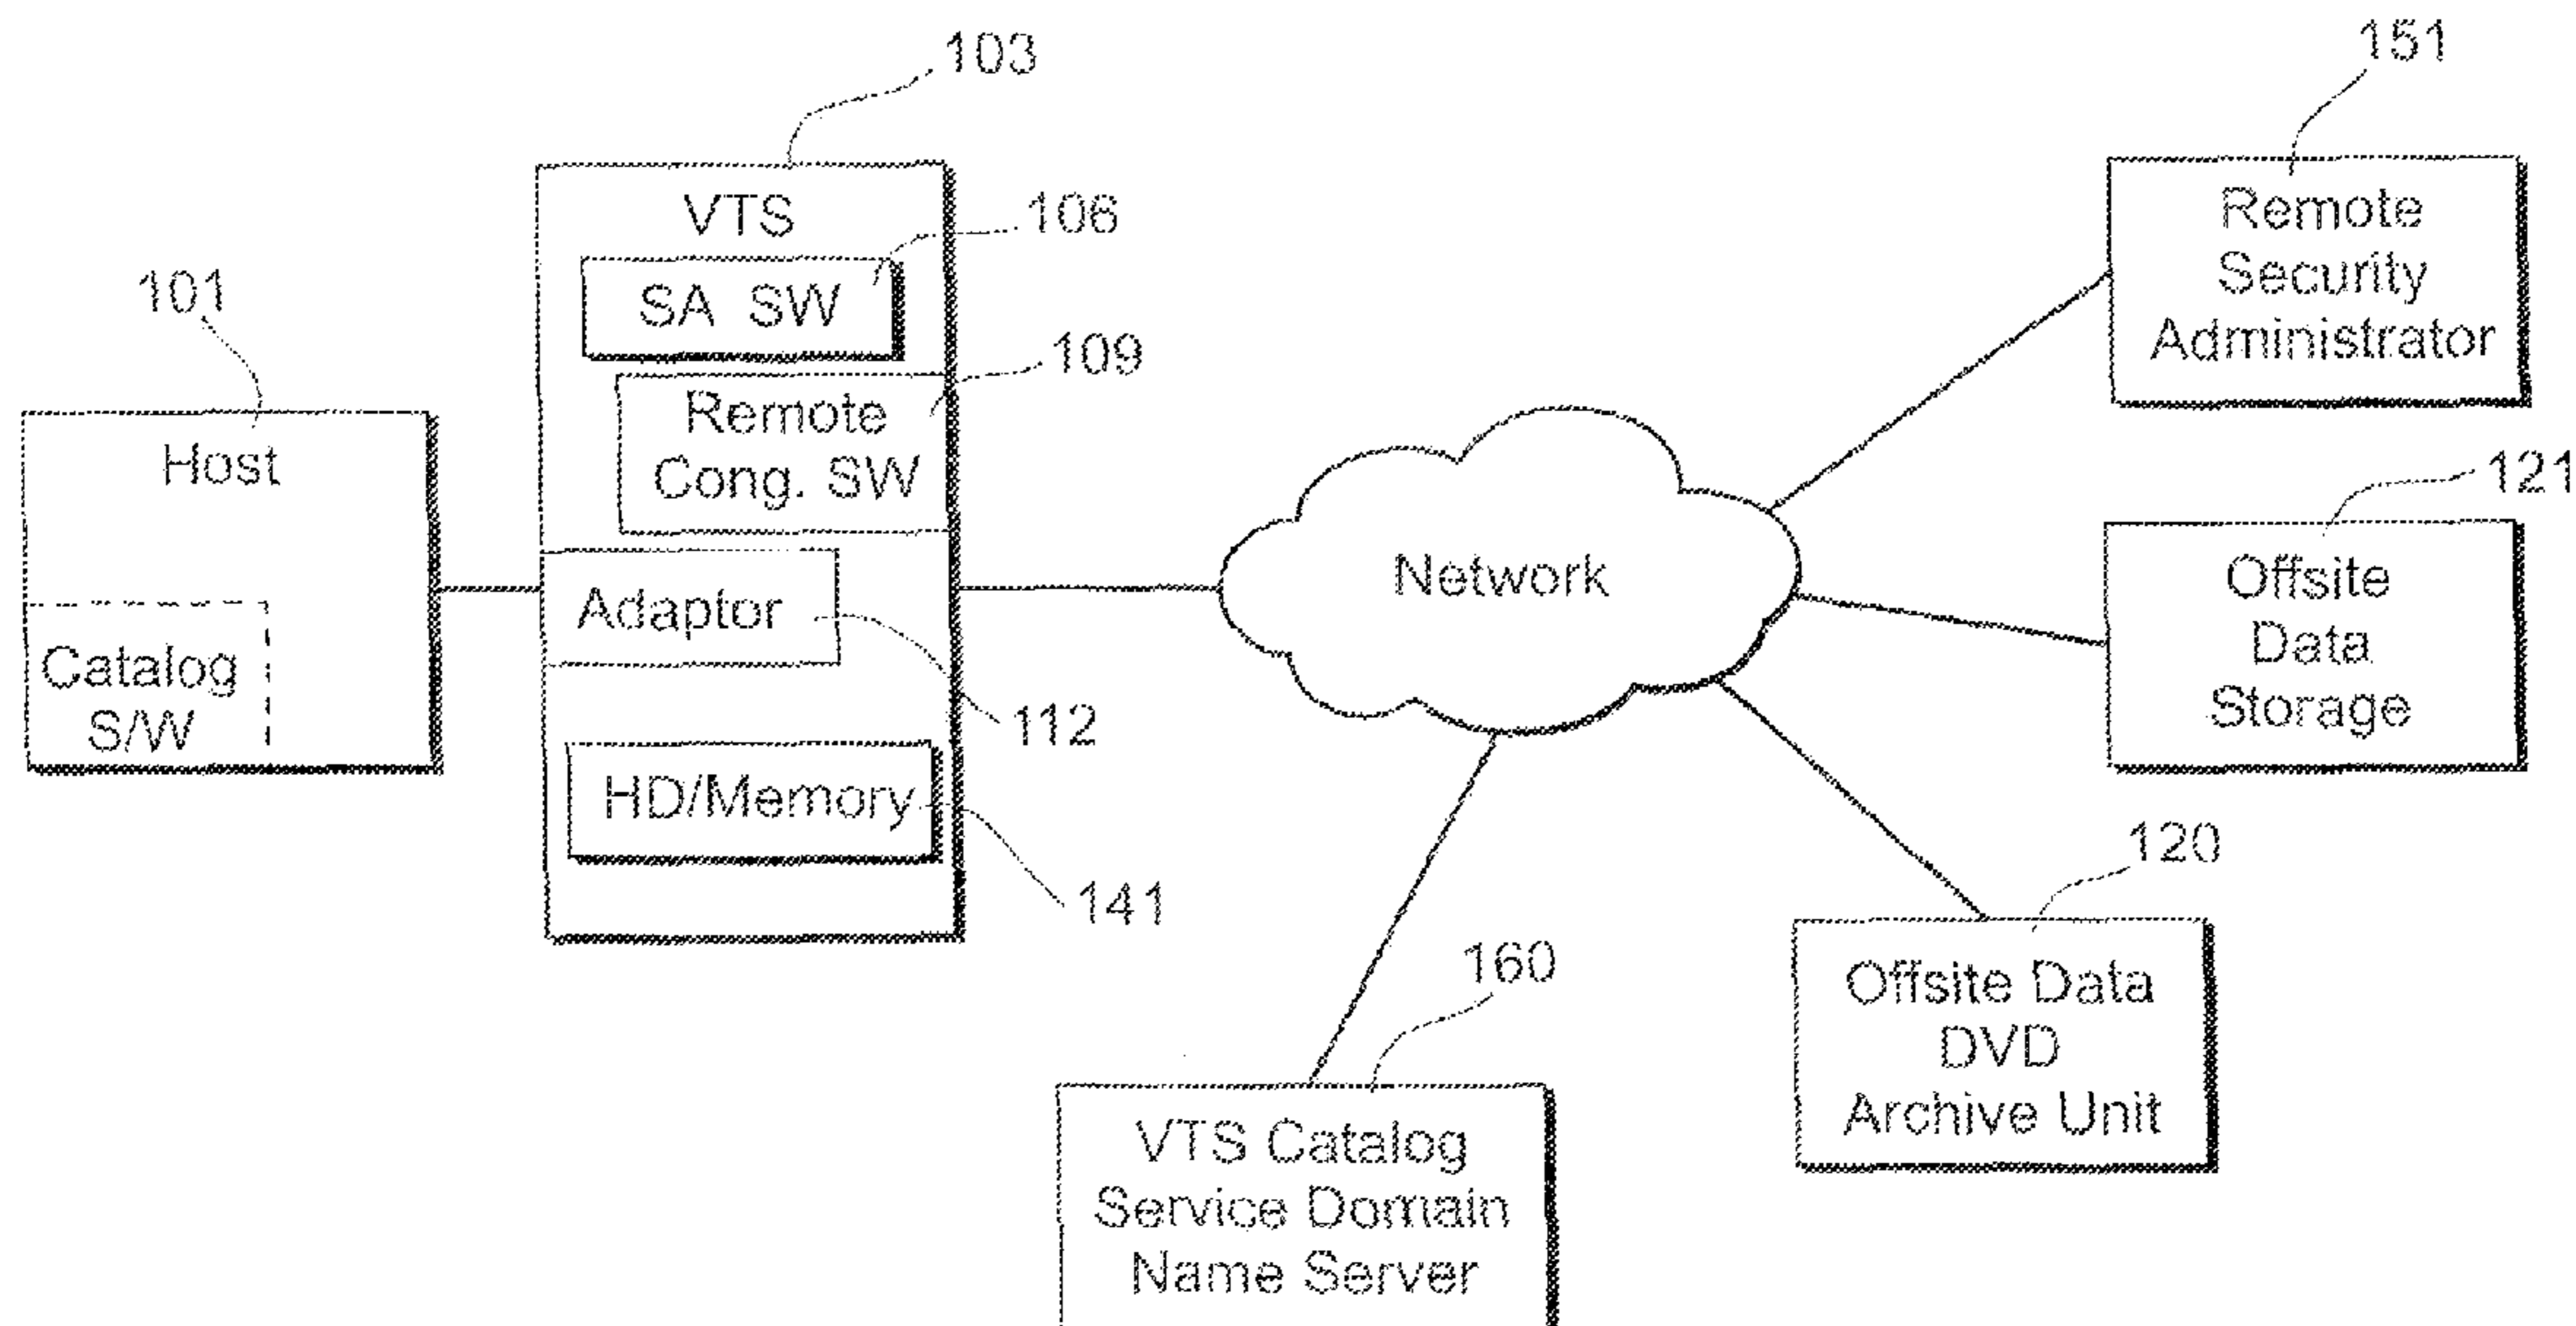 103
151
VTS
106
SA SW
Remote
Security
Administrator
101
109
Host
Remote
Cong. SW
121
Network
Offsite
Data
Storage
Adaptor
Catalog
S/W
112
HD/Memory
141
120
160
Offsite Data
DVD
Archive Unit
VTS Catalog
Service Domain
Name Server